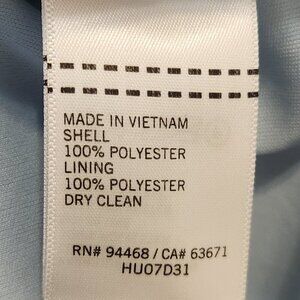 MADE IN VIETNAM
SHELL
100% POLYESTER
LINING
100% POLYESTER
DRY CLEAN
RN# 94468 / CA# 63671
HU07D31